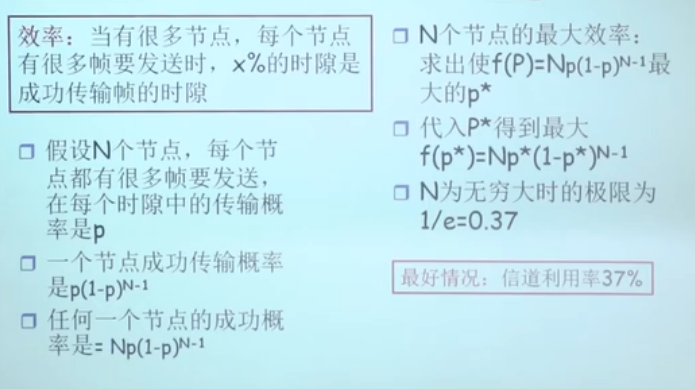 效率：当有很多节点，每个节点
有很多帧要发送时，x%的时隙是
成功传输帧的时隙
假设N个节点，每个节
点都有很多帧要发送，
在每个时隙中的传输概
率是p
一个节点成功传输概率
是p(1-p)ᴺ⁻¹
任何一个节点的成功概
率是= Np(1-p)ᴺ⁻¹
N个节点的最大效率：
求出使f(P)=Np(1-p)ᴺ⁻¹最
大的p*
代入P*得到最大
f(p*)=Np*(1-p*)ᴺ⁻¹
N为无穷大时的极限为
1/e=0.37
最好情况：信道利用率37%